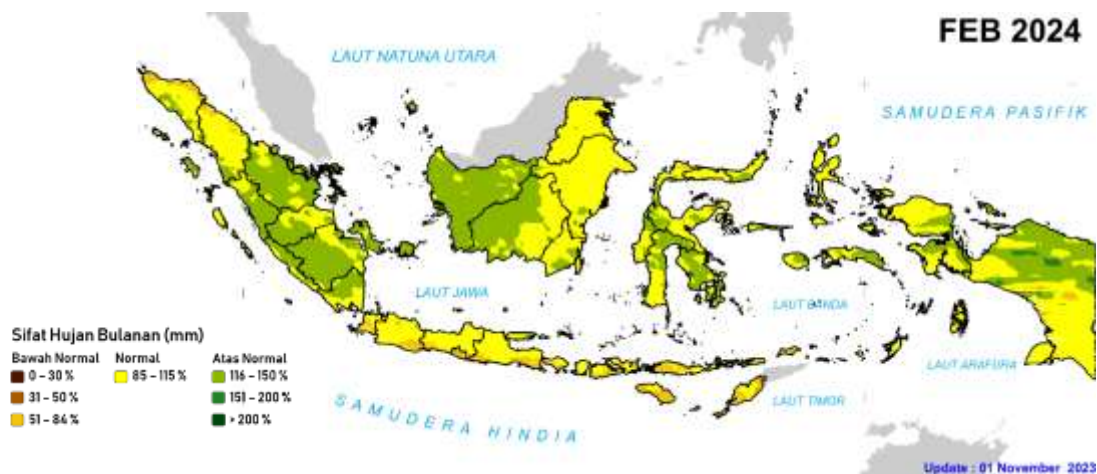 FEB 2024
LAUT NATUNA UTARA
SAMUDERA PASIFIK
LAUT JAWA
LAUT BANDA
LAUT ARAFURA
LAUT TIMOR
SAMUDERA HINDIA
Sifat Hujan Bulanan (mm)
Bawah Normal Normal Atas Normal
0 – 30 % 85 – 115 % 116 – 150 %
31 – 50 % 151 – 200 %
51 – 84 % > 200 %
Update : 01 November 2023